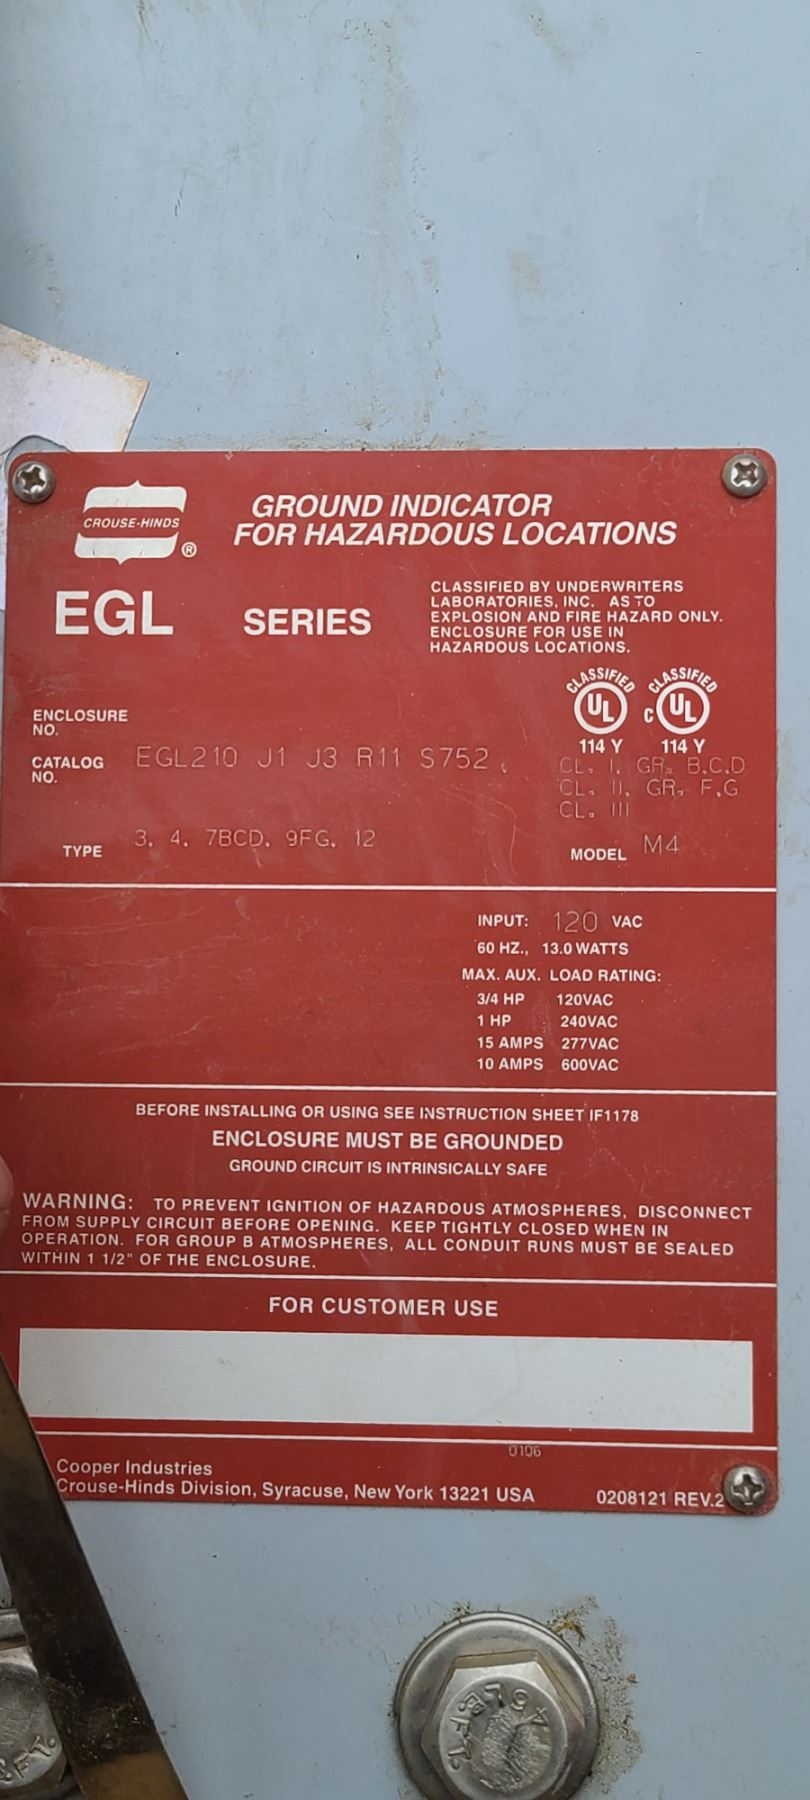 CROUSE-HINDS
®
GROUND INDICATOR
FOR HAZARDOUS LOCATIONS
EGL SERIES
CLASSIFIED BY UNDERWRITERS
LABORATORIES, INC. AS TO
EXPLOSION AND FIRE HAZARD ONLY.
ENCLOSURE FOR USE IN
HAZARDOUS LOCATIONS.
CLASSIFIED CLASSIFIED
UL c UL
114 Y 114 Y
ENCLOSURE
NO.
CATALOG
NO.
EGL210 J1 J3 R11 S752
CL. I, GR. B,C,D
CL. II, GR. F,G
CL. III
TYPE 3, 4, 7BCD, 9FG, 12
MODEL M4
INPUT: 120 VAC
60 HZ., 13.0 WATTS
MAX. AUX. LOAD RATING:
3/4 HP 120VAC
1 HP 240VAC
15 AMPS 277VAC
10 AMPS 600VAC
BEFORE INSTALLING OR USING SEE INSTRUCTION SHEET IF1178
ENCLOSURE MUST BE GROUNDED
GROUND CIRCUIT IS INTRINSICALLY SAFE
WARNING: TO PREVENT IGNITION OF HAZARDOUS ATMOSPHERES, DISCONNECT
FROM SUPPLY CIRCUIT BEFORE OPENING. KEEP TIGHTLY CLOSED WHEN IN
OPERATION. FOR GROUP B ATMOSPHERES, ALL CONDUIT RUNS MUST BE SEALED
WITHIN 1 1/2" OF THE ENCLOSURE.
FOR CUSTOMER USE
0106
Cooper Industries
Crouse-Hinds Division, Syracuse, New York 13221 USA
0208121 REV.2
LB.FT.